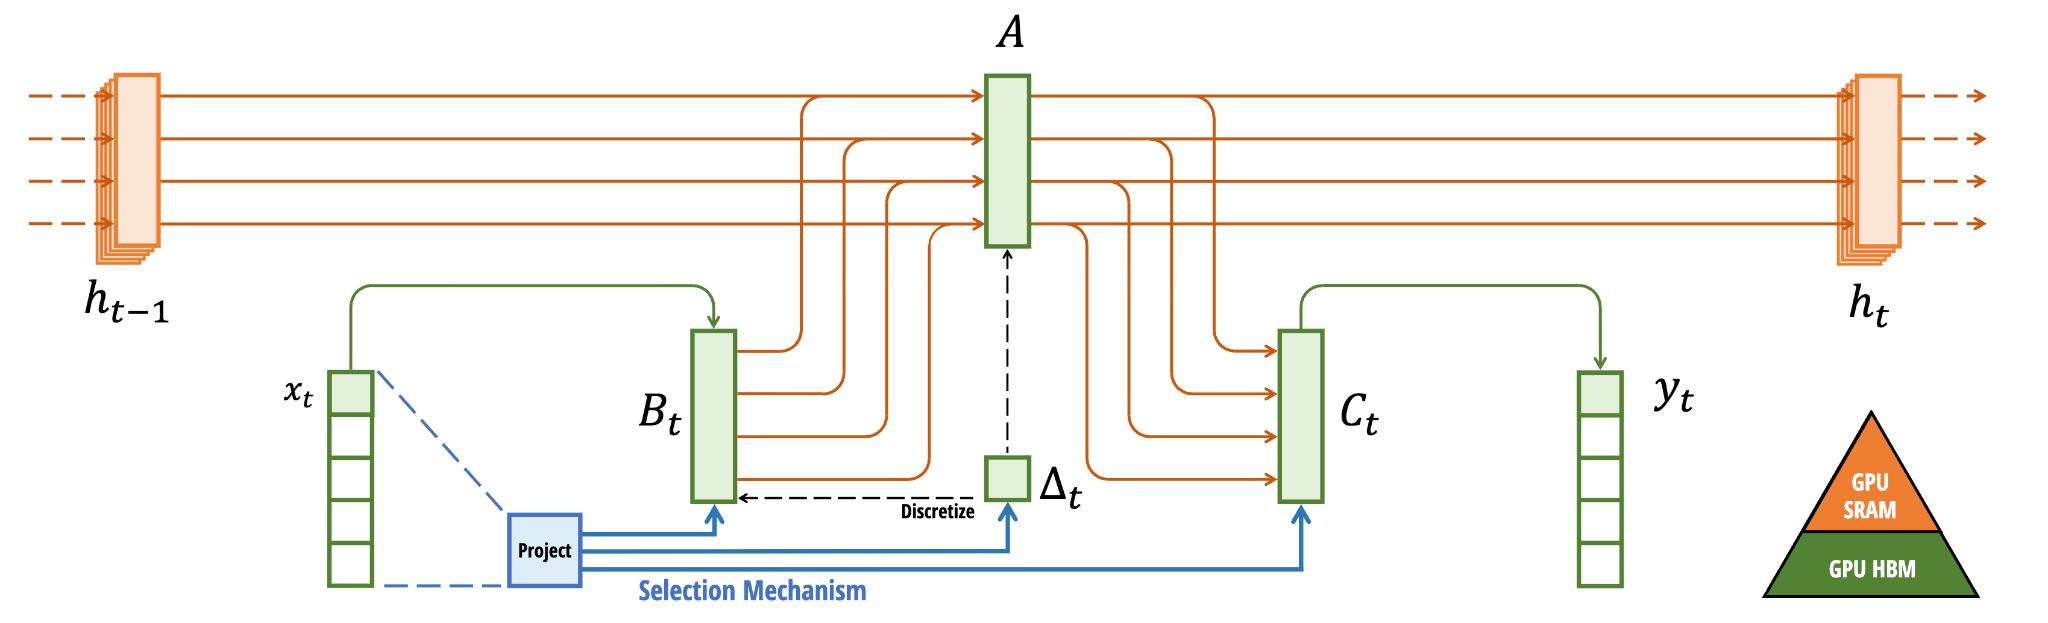 A
h_{t-1}
h_t
x_t
B_t
C_t
y_t
Δ_t
Discretize
Project
Selection Mechanism
GPU
SRAM
GPU HBM